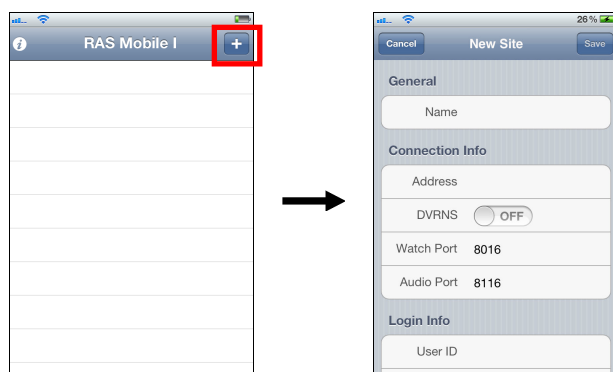 RAS Mobile I
+
26%
Cancel New Site Save
General
Name
Connection Info
Address
DVRNS OFF
Watch Port 8016
Audio Port 8116
Login Info
User ID